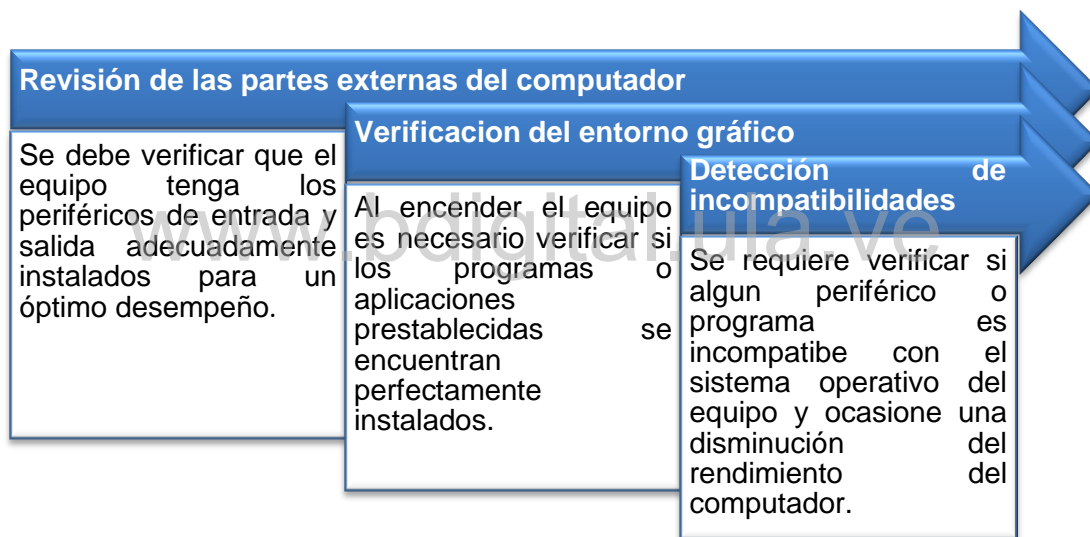 Revisión de las partes externas del computador
Se debe verificar que el
equipo tenga los
periféricos de entrada y
salida adecuadamente
instalados para un
óptimo desempeño.
Verificacion del entorno gráfico
Al encender el equipo
es necesario verificar si
los programas o
aplicaciones
prestablecidas se
encuentran
perfectamente
instalados.
Detección de
incompatibilidades
Se requiere verificar si
algun periférico o
programa es
incompatibe con el
sistema operativo del
equipo y ocasione una
disminución del
rendimiento del
computador.
www.bdigital.ula.ve